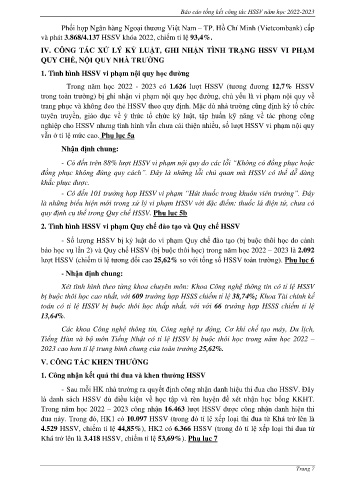 Báo cáo tổng kết công tác HSSV năm học 2022-2023
Phối hợp Ngân hàng Ngoại thương Việt Nam – TP. Hồ Chí Minh (Vietcombank) cấp
và phát 3.868/4.137 HSSV khóa 2022, chiếm tỉ lệ 93,4%.
IV. CÔNG TÁC XỬ LÝ KỶ LUẬT, GHI NHẬN TÌNH TRẠNG HSSV VI PHẠM
QUY CHẾ, NỘI QUY NHÀ TRƯỜNG
1. Tình hình HSSV vi phạm nội quy học đường
Trong năm học 2022 - 2023 có 1.626 lượt HSSV (tương đương 12,7% HSSV
trong toàn trường) bị ghi nhận vi phạm nội quy học đường, chủ yếu là vi phạm nội quy về
trang phục và không đeo thẻ HSSV theo quy định. Mặc dù nhà trường cũng định kỳ tổ chức
tuyên truyền, giáo dục về ý thức tổ chức kỷ luật, tập huấn kỹ năng về tác phong công
nghiệp cho HSSV nhưng tình hình vẫn chưa cải thiện nhiều, số lượt HSSV vi phạm nội quy
vẫn ở tỉ lệ mức cao. Phụ lục 5a
Nhận định chung:
- Có đến trên 88% lượt HSSV vi phạm nội quy do các lỗi “Không có đồng phục hoặc
đồng phục không đúng quy cách”. Đây là những lỗi chủ quan mà HSSV có thể dễ dàng
khắc phục được.
- Có đến 101 trường hợp HSSV vi phạm “Hút thuốc trong khuôn viên trường”. Đây
là những biểu hiện mới trong xử lý vi phạm HSSV với đặc điểm: thuốc lá điện tử, chưa có
quy định cụ thể trong Quy chế HSSV. Phụ lục 5b
2. Tình hình HSSV vi phạm Quy chế đào tạo và Quy chế HSSV
- Số lượng HSSV bị kỷ luật do vi phạm Quy chế đào tạo (bị buộc thôi học do cảnh
báo học vụ lần 2) và Quy chế HSSV (bị buộc thôi học) trong năm học 2022 – 2023 là 2.092
lượt HSSV (chiếm tỉ lệ tương đối cao 25,62% so với tổng số HSSV toàn trường). Phụ lục 6
- Nhận định chung:
Xét tình hình theo từng khoa chuyên môn: Khoa Công nghệ thông tin có tỉ lệ HSSV
bị buộc thôi học cao nhất, với 609 trường hợp HSSS chiếm tỉ lệ 38,74%; Khoa Tài chính kế
toán có tỉ lệ HSSV bị buộc thôi học thấp nhất, với với 66 trường hợp HSSS chiếm tỉ lệ
13,64%.
Các khoa Công nghệ thông tin, Công nghệ tự động, Cơ khí chế tạo máy, Du lịch,
Tiếng Hàn và bộ môn Tiếng Nhật có tỉ lệ HSSV bị buộc thôi học trong năm học 2022 –
2023 cao hơn tỉ lệ trung bình chung của toàn trường 25,62%.
V. CÔNG TÁC KHEN THƯỞNG
1. Công nhận kết quả thi đua và khen thưởng HSSV
- Sau mỗi HK nhà trường ra quyết định công nhận danh hiệu thi đua cho HSSV. Đây
là danh sách HSSV đủ điều kiện về học tập và rèn luyện để xét nhận học bổng KKHT.
Trong năm học 2022 – 2023 công nhận 16.463 lượt HSSV được công nhận danh hiệu thi
đua này. Trong đó, HK1 có 10.097 HSSV (trong đó tỉ lệ xếp loại thi đua từ Khá trở lên là
4.529 HSSV, chiếm tỉ lệ 44,85%), HK2 có 6.366 HSSV (trong đó tỉ lệ xếp loại thi đua từ
Khá trở lên là 3.418 HSSV, chiếm tỉ lệ 53,69%). Phụ lục 7
Trang 7